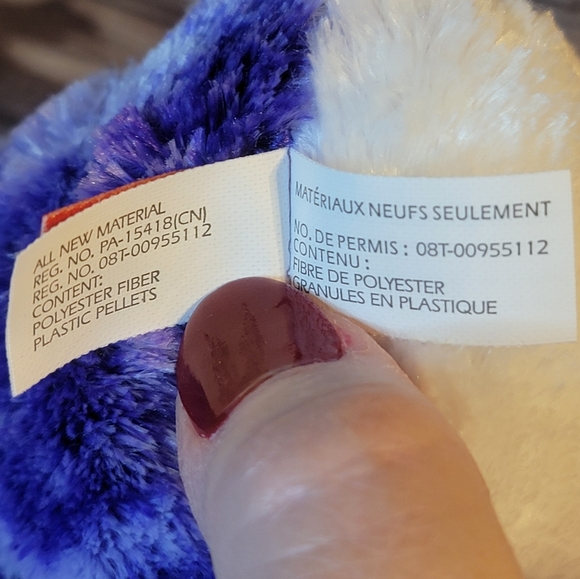 ALL NEW MATERIAL
REG. NO. PA-15418(CN)
REG. NO. 08T-00955112
CONTENT:
POLYESTER FIBER
PLASTIC PELLETS
MATÉRIAUX NEUFS SEULEMENT
NO. DE PERMIS : 08T-00955112
CONTENU :
FIBRE DE POLYESTER
GRANULES EN PLASTIQUE